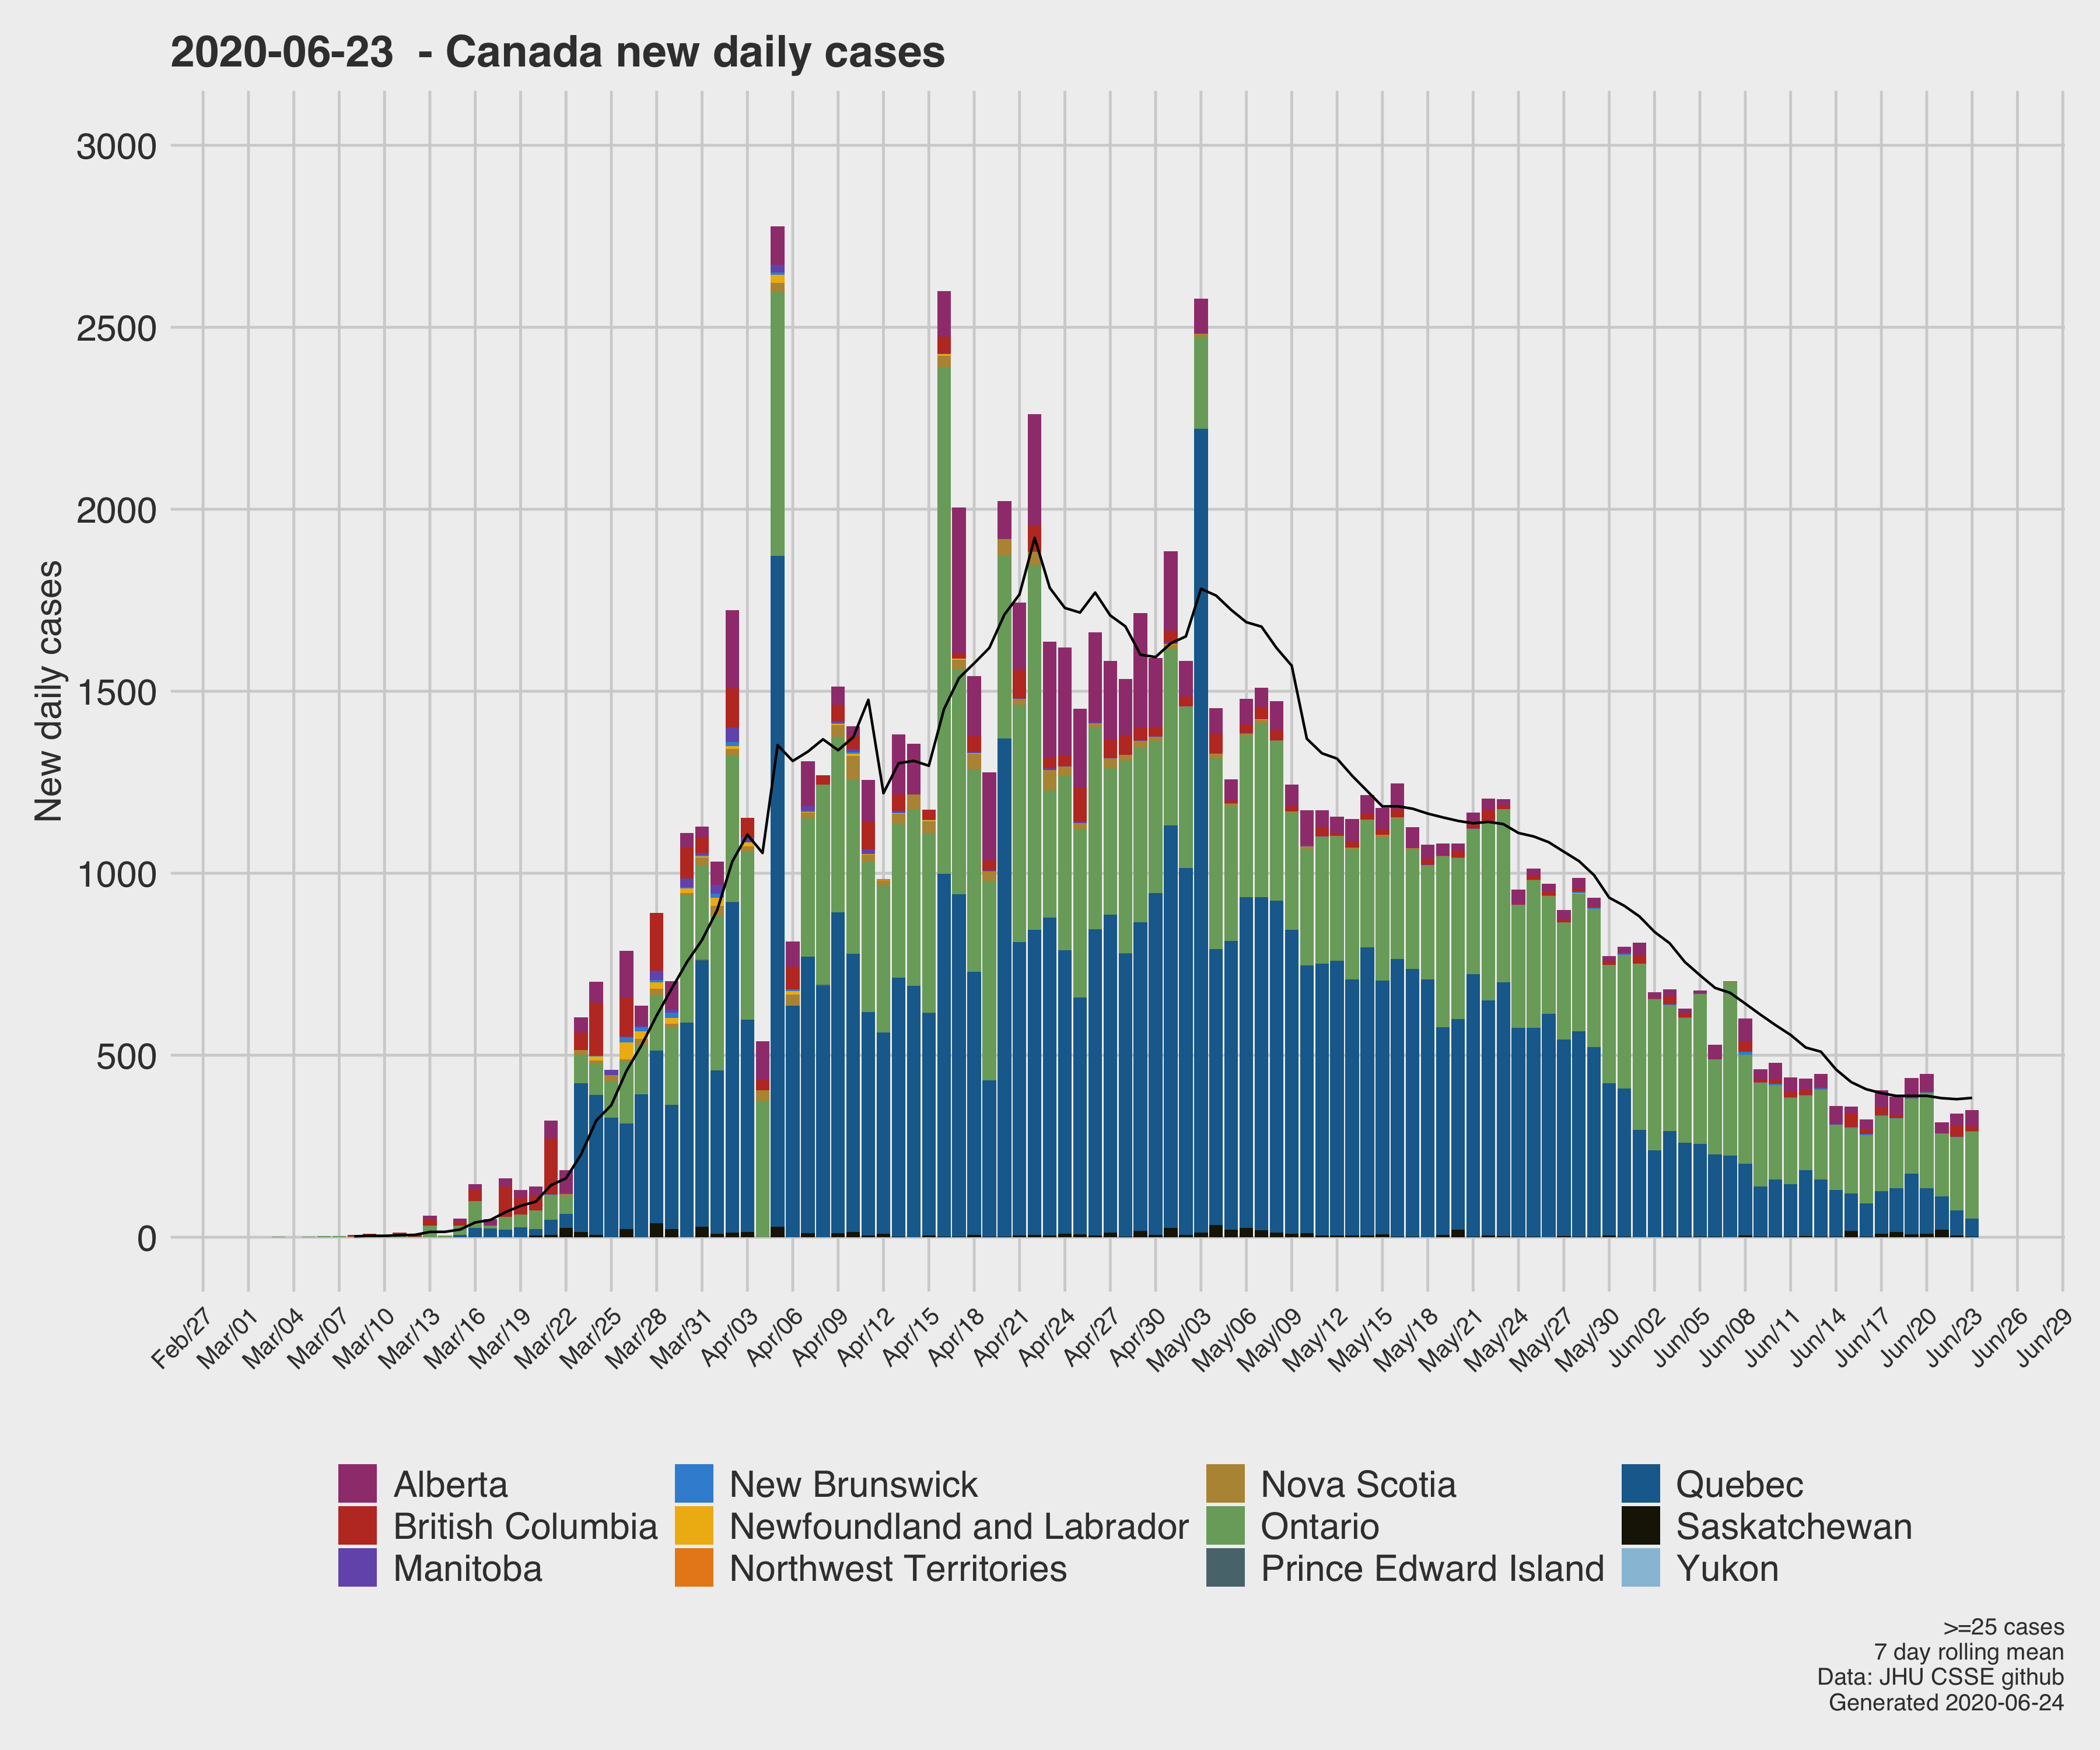 2020-06-23  - Canada new daily cases
New daily cases
3000
2500
2000
1500
1000
500
0
Feb/27 Mar/01 Mar/04 Mar/07 Mar/10 Mar/13 Mar/16 Mar/19 Mar/22 Mar/25 Mar/28 Mar/31 Apr/03 Apr/06 Apr/09 Apr/12 Apr/15 Apr/18 Apr/21 Apr/24 Apr/27 Apr/30 May/03 May/06 May/09 May/12 May/15 May/18 May/21 May/24 May/27 May/30 Jun/02 Jun/05 Jun/08 Jun/11 Jun/14 Jun/17 Jun/20 Jun/23 Jun/26 Jun/29
Alberta New Brunswick Nova Scotia Quebec
British Columbia Newfoundland and Labrador Ontario Saskatchewan
Manitoba Northwest Territories Prince Edward Island Yukon
>=25 cases
7 day rolling mean
Data: JHU CSSE github
Generated 2020-06-24